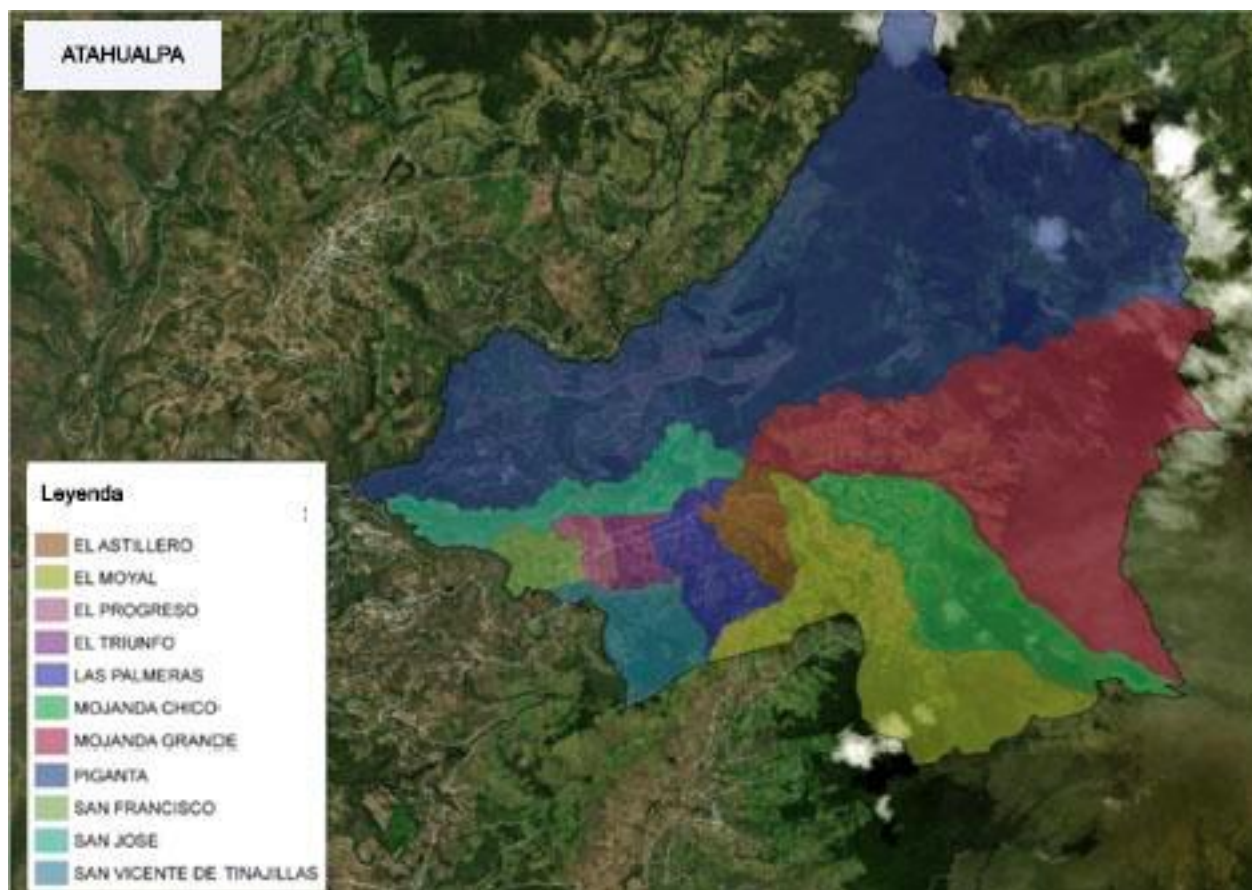 ATAHUALPA
Leyenda
EL ASTILLERO
EL MOYAL
EL PROGRESO
EL TRIUNFO
LAS PALMERAS
MOJANDA CHICO
MOJANDA GRANDE
PIGANTA
SAN FRANCISCO
SAN JOSE
SAN VICENTE DE TINAJILLAS